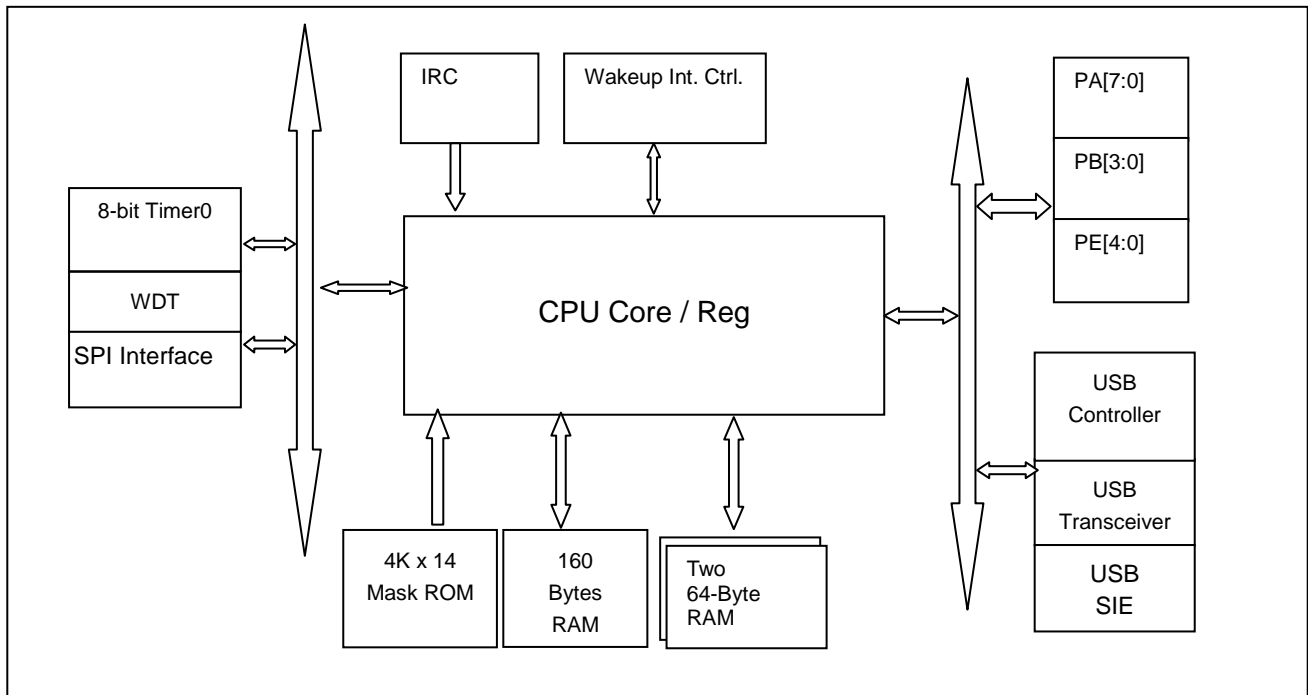 IRC
Wakeup Int. Ctrl.
PA[7:0]
PB[3:0]
PE[4:0]
8-bit Timer0
WDT
SPI Interface
CPU Core / Reg
USB
Controller
USB
Transceiver
USB
SIE
4K x 14
Mask ROM
160
Bytes
RAM
Two
64-Byte
RAM